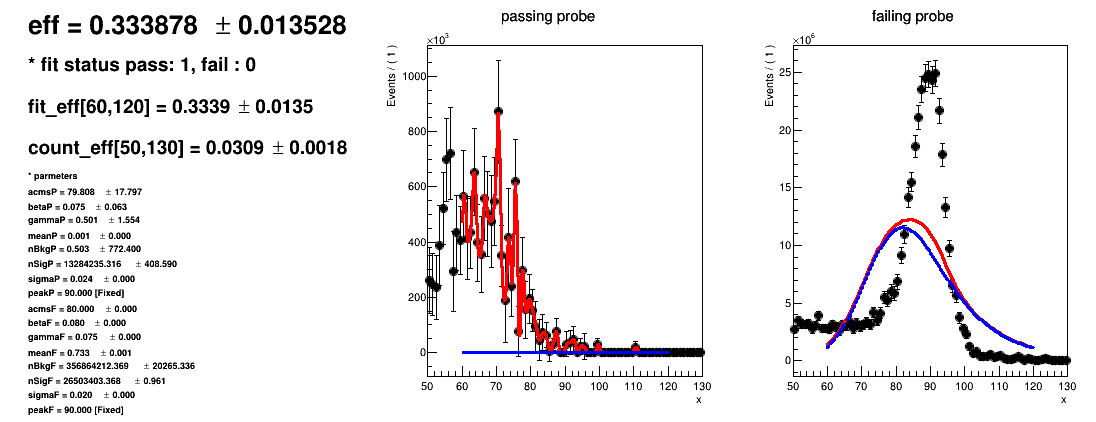 eff = 0.333878 ± 0.013528
* fit status pass: 1, fail : 0
fit_eff[60,120] = 0.3339 ± 0.0135
count_eff[50,130] = 0.0309 ± 0.0018
* parmeters
acmsP = 79.808 ± 17.797
betaP = 0.075 ± 0.063
gammaP = 0.501 ± 1.554
meanP = 0.001 ± 0.000
nBkgP = 0.503 ± 772.400
nSigP = 13284235.316 ± 408.590
sigmaP = 0.024 ± 0.000
peakP = 90.000 [Fixed]
acmsF = 80.000 ± 0.000
betaF = 0.080 ± 0.000
gammaF = 0.075 ± 0.000
meanF = 0.733 ± 0.001
nBkgF = 356864212.369 ± 20265.336
nSigF = 26503403.368 ± 0.961
sigmaF = 0.020 ± 0.000
peakF = 90.000 [Fixed]
passing probe
×10³
Events / ( 1 )
1000
800
600
400
200
0
50 60 70 80 90 100 110 120 130
x
failing probe
×10⁶
Events / ( 1 )
25
20
15
10
5
0
50 60 70 80 90 100 110 120 130
x